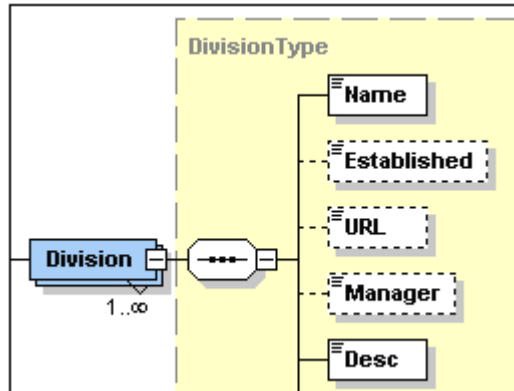 DivisionType
Name
Established
URL
Division
1..∞
Manager
Desc